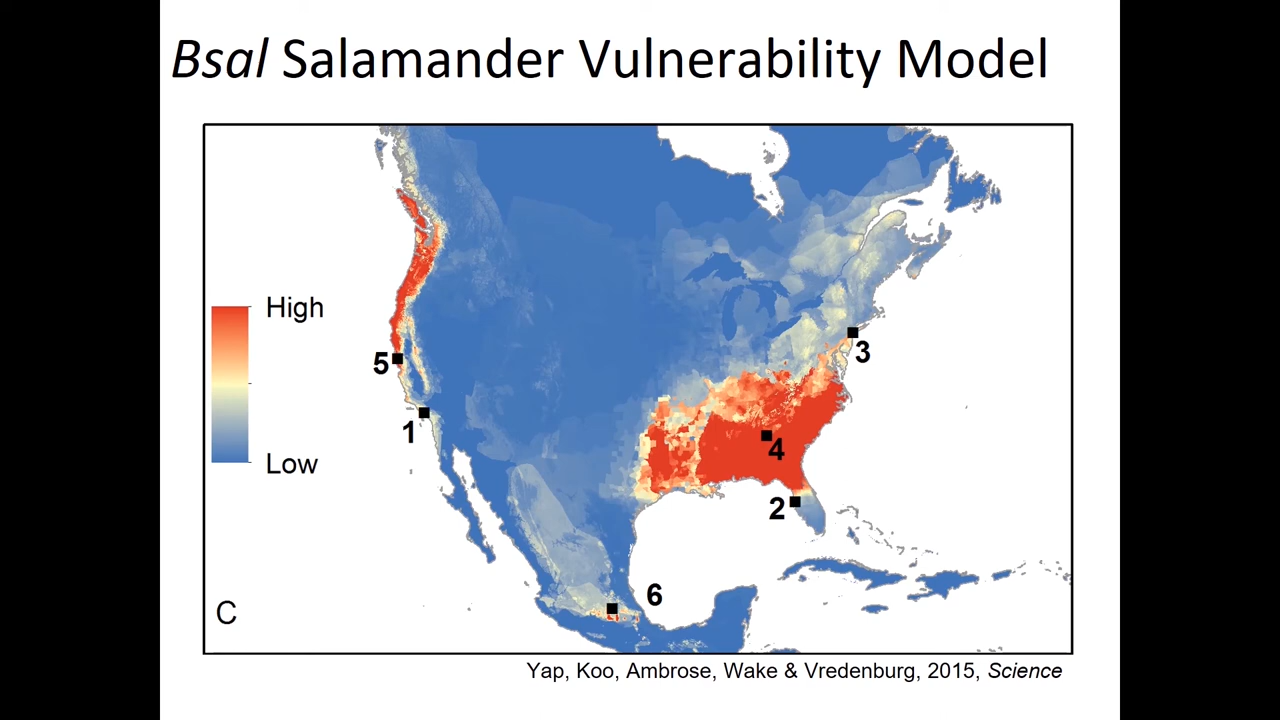 Bsal Salamander Vulnerability Model
High
Low
5
1
3
4
2
6
C
Yap, Koo, Ambrose, Wake & Vredenburg, 2015, Science